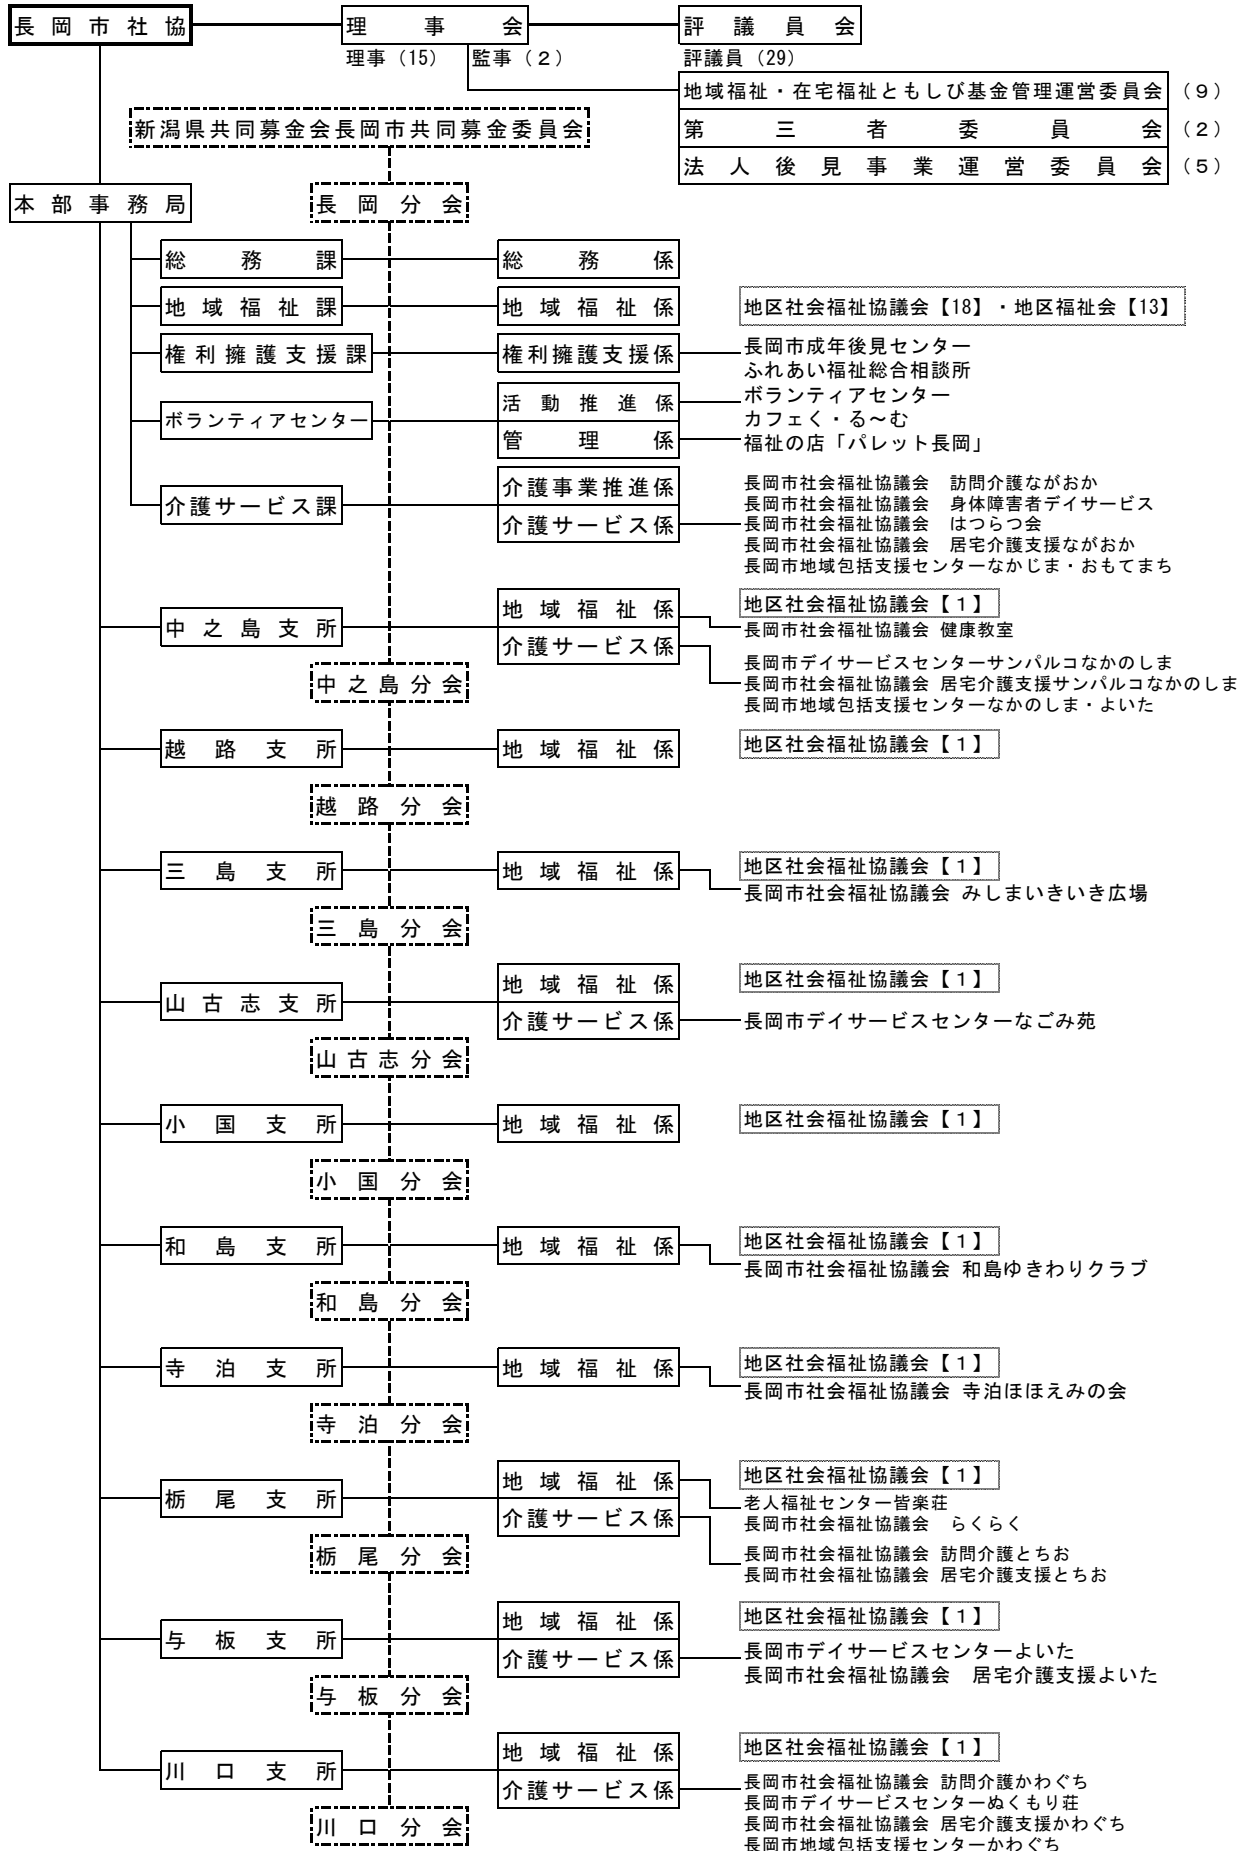 長岡市社協 理事会 評議員会
理事（15） 監事（２） 評議員（29）
地域福祉・在宅福祉ともしび基金管理運営委員会（９）
新潟県共同募金会長岡市共同募金委員会 第三者委員会（２）
法人後見事業運営委員会（５）
本部事務局 長岡分会
総務課 総務係
地域福祉課 地域福祉係 地区社会福祉協議会【18】・地区福祉会【13】
権利擁護支援課 権利擁護支援係 長岡市成年後見センター
ふれあい福祉総合相談所
ボランティアセンター 活動推進係 ボランティアセンター
カフェく・る～む
管理係 福祉の店「パレット長岡」
介護サービス課 介護事業推進係
介護サービス係
長岡市社会福祉協議会 訪問介護ながおか
長岡市社会福祉協議会 身体障害者デイサービス
長岡市社会福祉協議会 はつらつ会
長岡市社会福祉協議会 居宅介護支援ながおか
長岡市地域包括支援センターなかじま・おもてまち
中之島支所 地域福祉係 地区社会福祉協議会【１】
長岡市社会福祉協議会 健康教室
介護サービス係
長岡市デイサービスセンターサンパルコなかのしま
長岡市社会福祉協議会 居宅介護支援サンパルコなかのしま
長岡市地域包括支援センターなかのしま・よいた
中之島分会
越路支所 地域福祉係 地区社会福祉協議会【１】
越路分会
三島支所 地域福祉係 地区社会福祉協議会【１】
長岡市社会福祉協議会 みしまいきいき広場
三島分会
山古志支所 地域福祉係 地区社会福祉協議会【１】
介護サービス係 長岡市デイサービスセンターなごみ苑
山古志分会
小国支所 地域福祉係 地区社会福祉協議会【１】
小国分会
和島支所 地域福祉係 地区社会福祉協議会【１】
長岡市社会福祉協議会 和島ゆきわりクラブ
和島分会
寺泊支所 地域福祉係 地区社会福祉協議会【１】
長岡市社会福祉協議会 寺泊ほほえみの会
寺泊分会
栃尾支所 地域福祉係 地区社会福祉協議会【１】
老人福祉センター皆楽荘
長岡市社会福祉協議会 らくらく
介護サービス係
長岡市社会福祉協議会 訪問介護とちお
長岡市社会福祉協議会 居宅介護支援とちお
栃尾分会
与板支所 地域福祉係 地区社会福祉協議会【１】
介護サービス係 長岡市デイサービスセンターよいた
長岡市社会福祉協議会 居宅介護支援よいた
与板分会
川口支所 地域福祉係 地区社会福祉協議会【１】
介護サービス係 長岡市社会福祉協議会 訪問介護かわぐち
長岡市デイサービスセンターぬくもり荘
長岡市社会福祉協議会 居宅介護支援かわぐち
長岡市地域包括支援センターかわぐち
川口分会